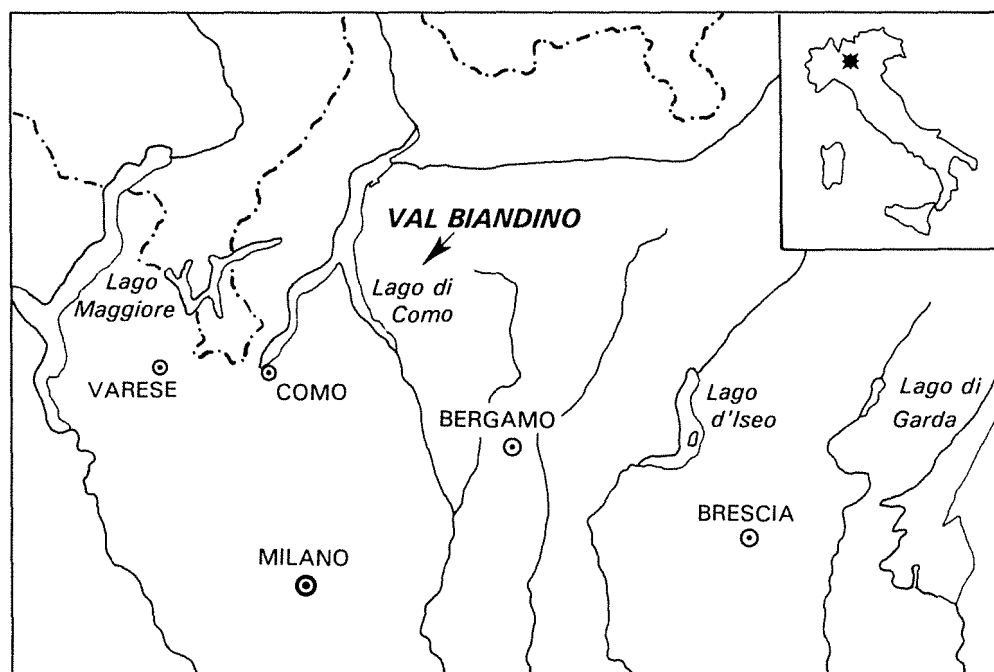 VAL BIANDINO
Lago
Maggiore
Lago di
Como
VARESE
COMO
BERGAMO
Lago
d'Iseo
Lago di
Garda
BRESCIA
MILANO